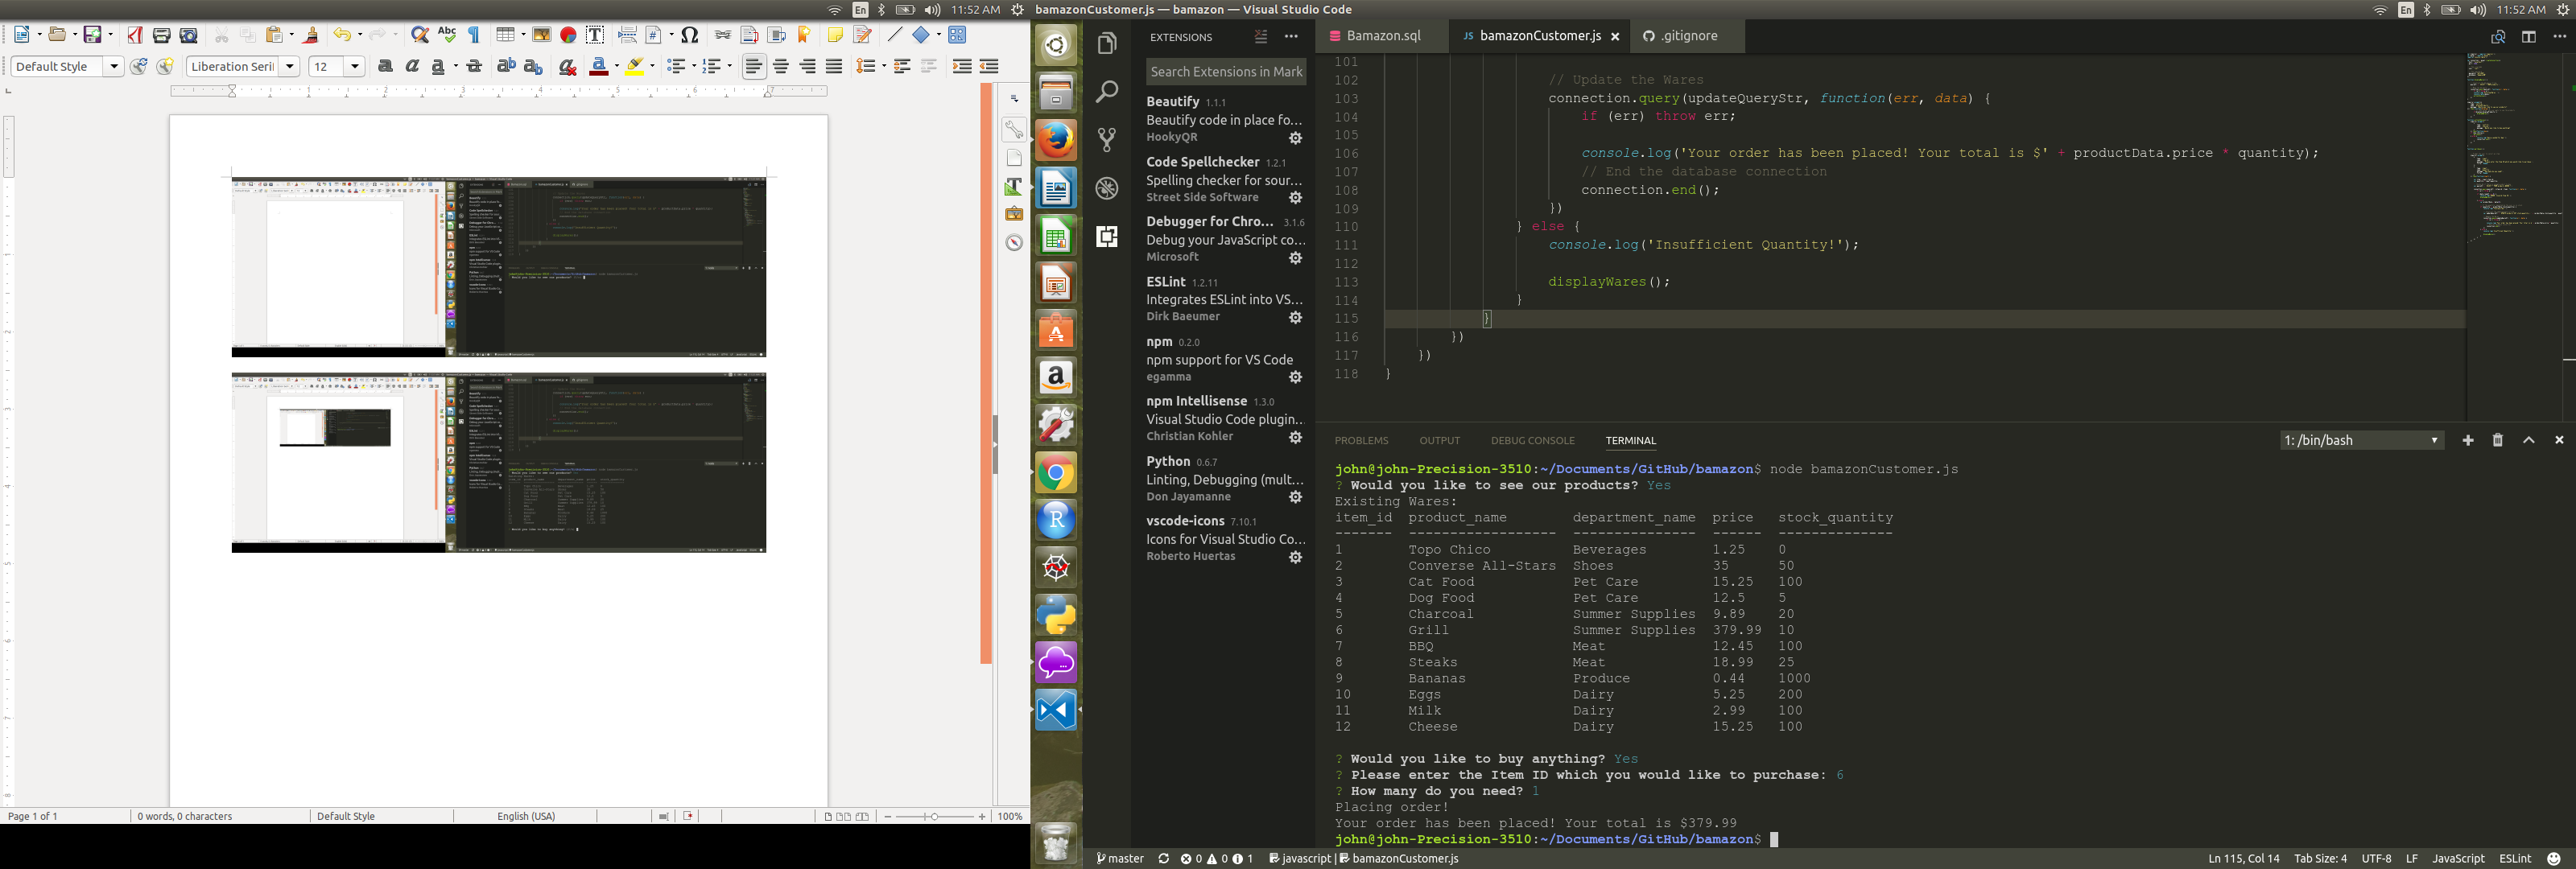 En
11:52 AM
bamazonCustomer.js — bamazon — Visual Studio Code
En
11:52 AM
Default Style
Liberation Seri
12
1 2 3 4 5 6 7
Page 1 of 1
0 words, 0 characters
Default Style
English (USA)
100%
EXTENSIONS
Search Extensions in Mark
Beautify 1.1.1
Beautify code in place fo...
HookyQR
Code Spellchecker 1.2.1
Spelling checker for sour...
Street Side Software
Debugger for Chro... 3.1.6
Debug your JavaScript co...
Microsoft
ESLint 1.2.11
Integrates ESLint into VS...
Dirk Baeumer
npm 0.2.0
npm support for VS Code
egamma
npm Intellisense 1.3.0
Visual Studio Code plugin...
Christian Kohler
Python 0.6.7
Linting, Debugging (mult...
Don Jayamanne
vscode-icons 7.10.1
Icons for Visual Studio Co...
Roberto Huertas
Bamazon.sql
JS bamazonCustomer.js
.gitignore
101
102 // Update the Wares
103 connection.query(updateQueryStr, function(err, data) {
104 if (err) throw err;
105
106 console.log('Your order has been placed! Your total is $' + productData.price * quantity);
107 // End the database connection
108 connection.end();
109 })
110 } else {
111 console.log('Insufficient Quantity!');
112
113 displayWares();
114 }
115 }
116 })
117 })
118 }
PROBLEMS OUTPUT DEBUG CONSOLE TERMINAL
1: /bin/bash
john@john-Precision-3510:~/Documents/GitHub/bamazon$ node bamazonCustomer.js
? Would you like to see our products? Yes
Existing Wares:
item_id product_name department_name price stock_quantity
------- ------------------ --------------- ------ --------------
1 Topo Chico Beverages 1.25 0
2 Converse All-Stars Shoes 35 50
3 Cat Food Pet Care 15.25 100
4 Dog Food Pet Care 12.5 5
5 Charcoal Summer Supplies 9.89 20
6 Grill Summer Supplies 379.99 10
7 BBQ Meat 12.45 100
8 Steaks Meat 18.99 25
9 Bananas Produce 0.44 1000
10 Eggs Dairy 5.25 200
11 Milk Dairy 2.99 100
12 Cheese Dairy 15.25 100
? Would you like to buy anything? Yes
? Please enter the Item ID which you would like to purchase: 6
? How many do you need? 1
Placing order!
Your order has been placed! Your total is $379.99
john@john-Precision-3510:~/Documents/GitHub/bamazon$
master
0 0 1
javascript | bamazonCustomer.js
Ln 115, Col 14
Tab Size: 4
UTF-8
LF
JavaScript
ESLint